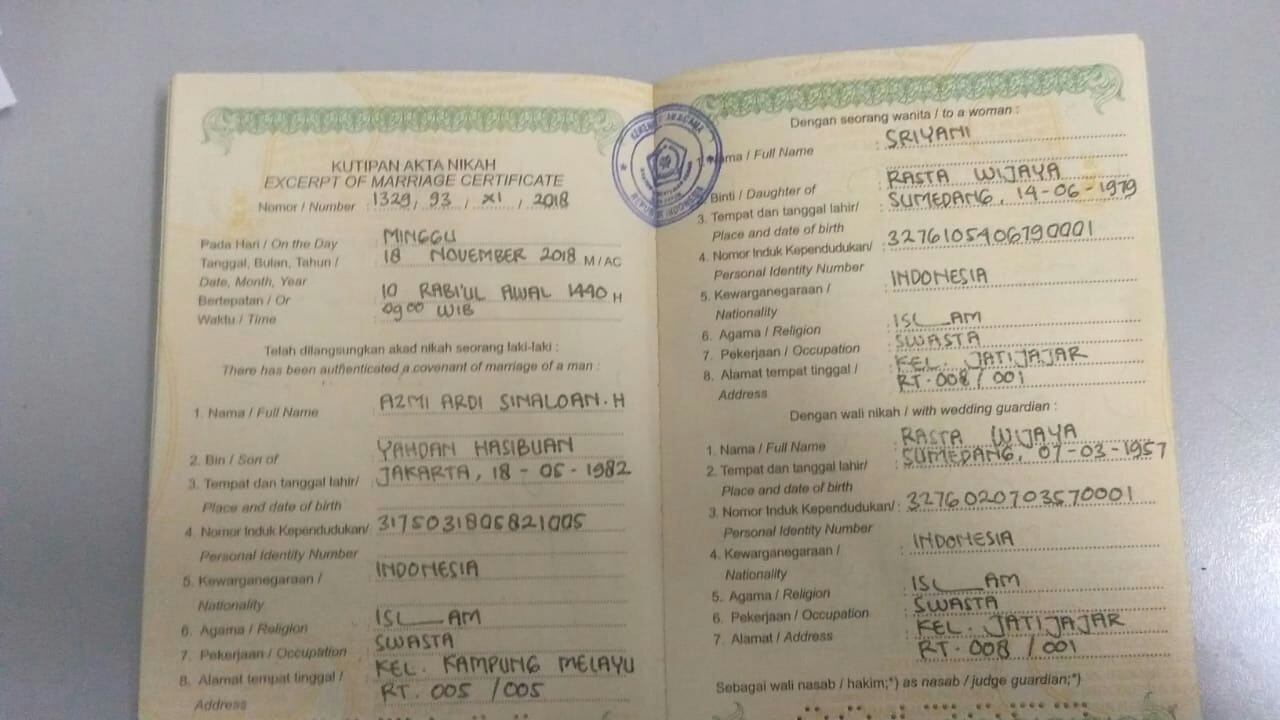 KUTIPAN AKTA NIKAH
EXCERPT OF MARRIAGE CERTIFICATE
Nomor / Number : 1329, 93, XI, 2018
Pada Hari / On the Day MINGGU
Tanggal, Bulan, Tahun / 18 NOVEMBER 2018 M / AC
Date, Month, Year
Bertepatan / Or 10 RABI'UL AWAL 1440 H
Waktu / Time 09 00 WIB
Telah dilangsungkan akad nikah seorang laki-laki :
There has been authenticated a covenant of marriage of a man :
1. Nama / Full Name : AZMI ARDI SINALOAN.H
2. Bin / Son of : YAHDAN HASIBUAN
3. Tempat dan tanggal lahir/ : JAKARTA, 18 - 05 - 1982
Place and date of birth
4. Nomor Induk Kependudukan/ : 3175031805821005
Personal Identity Number
5. Kewarganegaraan / : INDONESIA
Nationality
6. Agama / Religion : ISLAM
7. Pekerjaan / Occupation : SWASTA
8. Alamat tempat tinggal / : KEL. KAMPUNG MELAYU
Address RT. 005 / 005
KEMENTERIAN AGAMA
REPUBLIK INDONESIA
Dengan seorang wanita / to a woman :
Nama / Full Name : SRIYANI
Binti / Daughter of : RASTA WIJAYA
3. Tempat dan tanggal lahir/ : SUMEDANG, 14-06-1979
Place and date of birth
4. Nomor Induk Kependudukan/ : 3276105406790001
Personal Identity Number
5. Kewarganegaraan / : INDONESIA
Nationality
6. Agama / Religion : ISLAM
7. Pekerjaan / Occupation : SWASTA
8. Alamat tempat tinggal / : KEL. JATIJAJAR
Address RT. 008 / 001
Dengan wali nikah / with wedding guardian :
1. Nama / Full Name : RASTA WIJAYA
2. Tempat dan tanggal lahir/ : SUMEDANG, 07-03-1957
Place and date of birth
3. Nomor Induk Kependudukan/ : 3276020703570001
Personal Identity Number
4. Kewarganegaraan / : INDONESIA
Nationality
5. Agama / Religion : ISLAM
6. Pekerjaan / Occupation : SWASTA
7. Alamat / Address : KEL. JATIJAJAR
RT. 008 / 001
Sebagai wali nasab / hakim;*) as nasab / judge guardian;*)